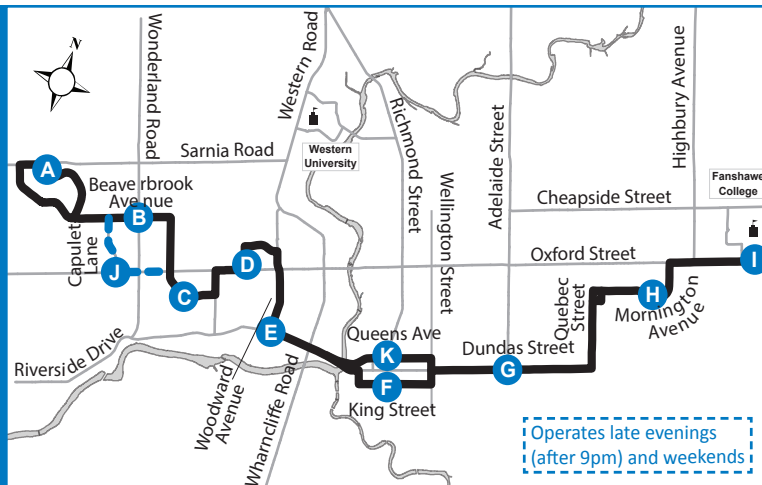 N
Wonderland Road
Western Road
Richmond Street
Wellington Street
Adelaide Street
Highbury Avenue
Sarnia Road
Western
University
Fanshawe
College
A
Beaverbrook
Avenue
Cheapside Street
B
Capulet
Lane
J
D
Oxford Street
I
C
Quebec
Street
H
Mornington
Avenue
E
Queens Ave
K
Dundas Street
Riverside Drive
Woodward
Avenue
Wharncliffe Road
F
G
King Street
Operates late evenings
(after 9pm) and weekends